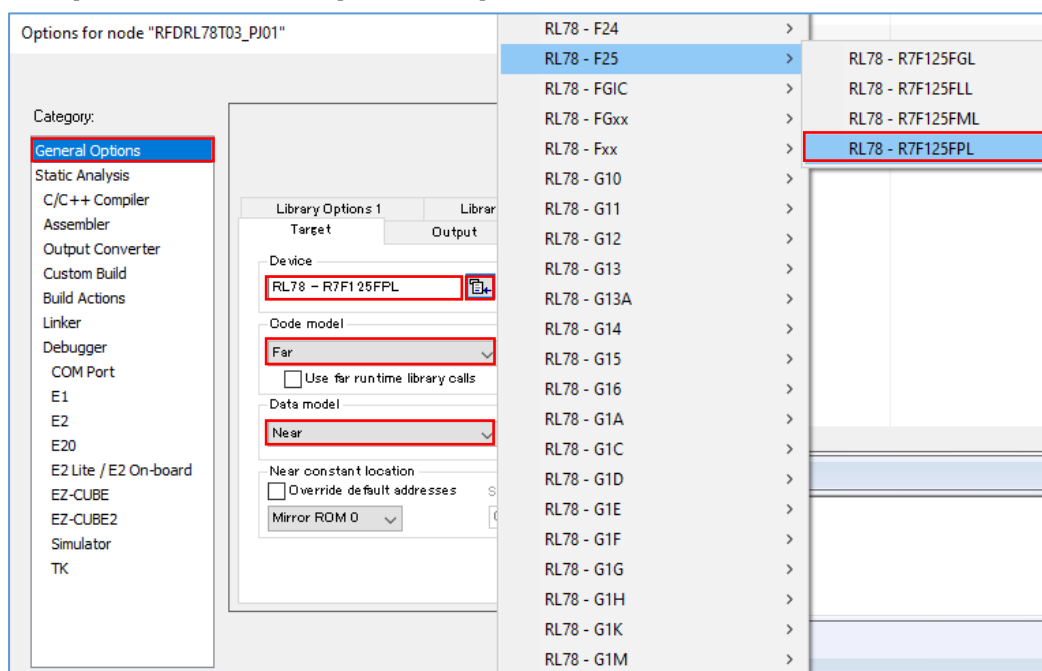 Options for node "RFDRL78T03_PJ01"
Category:
General Options
Static Analysis
C/C++ Compiler
Assembler
Output Converter
Custom Build
Build Actions
Linker
Debugger
COM Port
E1
E2
E20
E2 Lite / E2 On-board
EZ-CUBE
EZ-CUBE2
Simulator
TK
Library Options 1
Librar
Target
Output
Device
RL78 - R7F125FPL
Code model
Far
Use far runtime library calls
Data model
Near
Near constant location
Override default addresses
S
Mirror ROM 0
RL78 - F24
RL78 - F25
RL78 - FGIC
RL78 - FGxx
RL78 - Fxx
RL78 - G10
RL78 - G11
RL78 - G12
RL78 - G13
RL78 - G13A
RL78 - G14
RL78 - G15
RL78 - G16
RL78 - G1A
RL78 - G1C
RL78 - G1D
RL78 - G1E
RL78 - G1F
RL78 - G1G
RL78 - G1H
RL78 - G1K
RL78 - G1M
RL78 - R7F125FGL
RL78 - R7F125FLL
RL78 - R7F125FML
RL78 - R7F125FPL